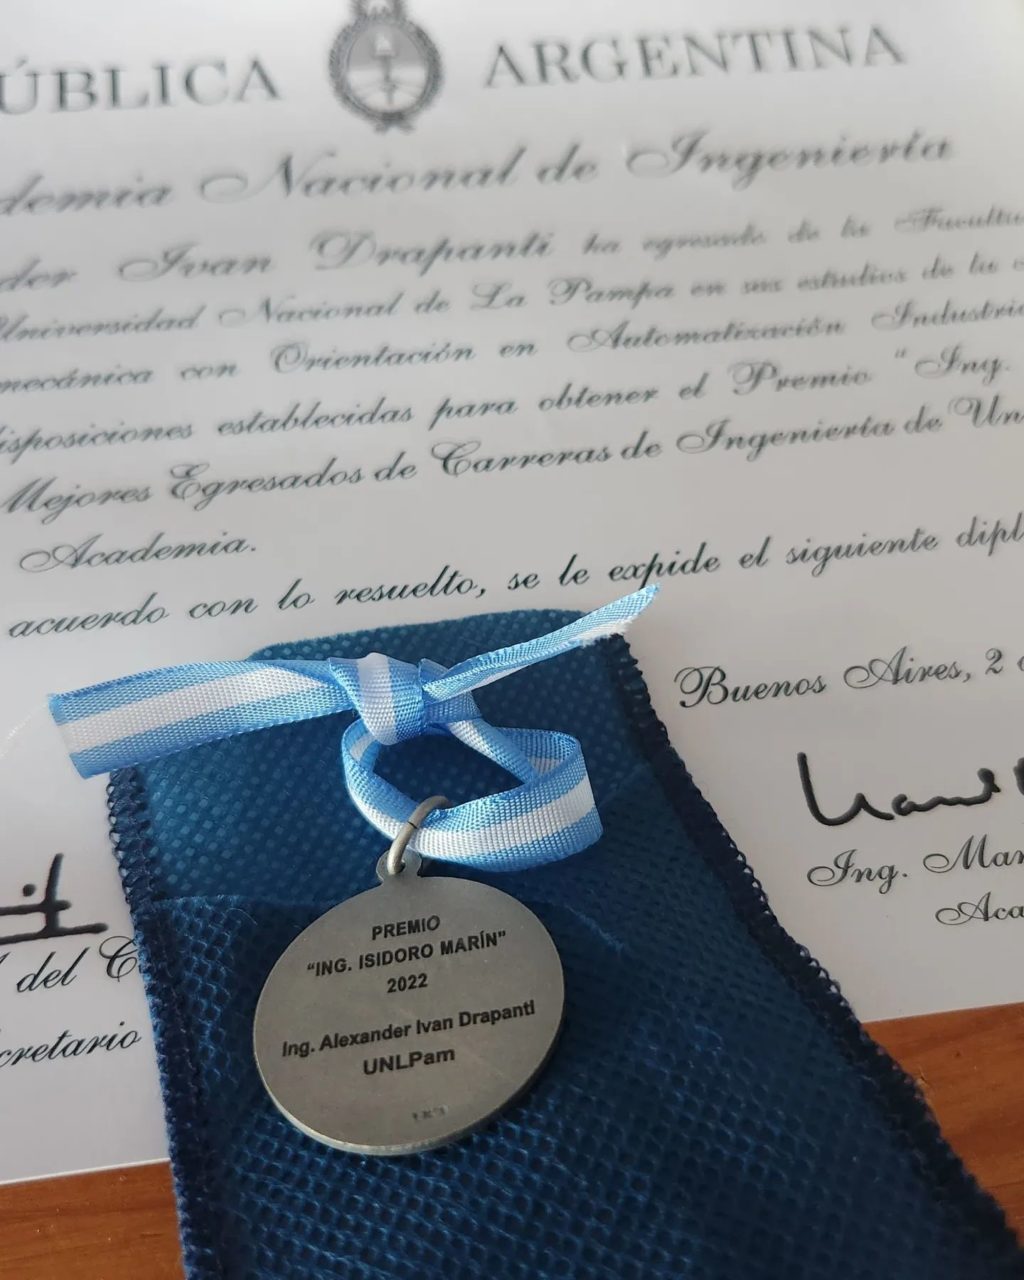 ÚBLICA ARGENTINA
demia Nacional de Ingeniería
der Ivan Drapanti ha egresado de la Facultad
Universidad Nacional de La Pampa en sus estudios de la
mecánica con Orientación en Automatización Industri
disposiciones establecidas para obtener el Premio "Ing.
Mejores Egresados de Carreras de Ingeniería de Un
Academia.
acuerdo con lo resuelto, se le expide el siguiente dipl
Buenos Aires, 2
Ing. Mar
Aca
del C
cretario
PREMIO
"ING. ISIDORO MARÍN"
2022
Ing. Alexander Ivan Drapanti
UNLPam